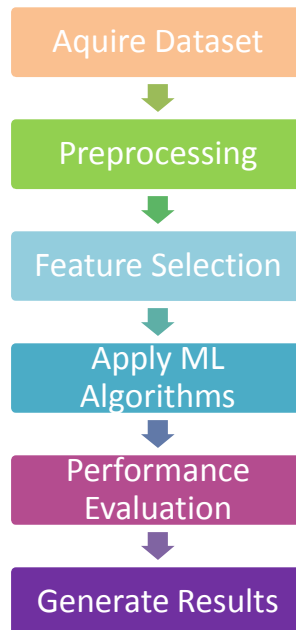 Aquire Dataset
Preprocessing
Feature Selection
Apply ML
Algorithms
Performance
Evaluation
Generate Results